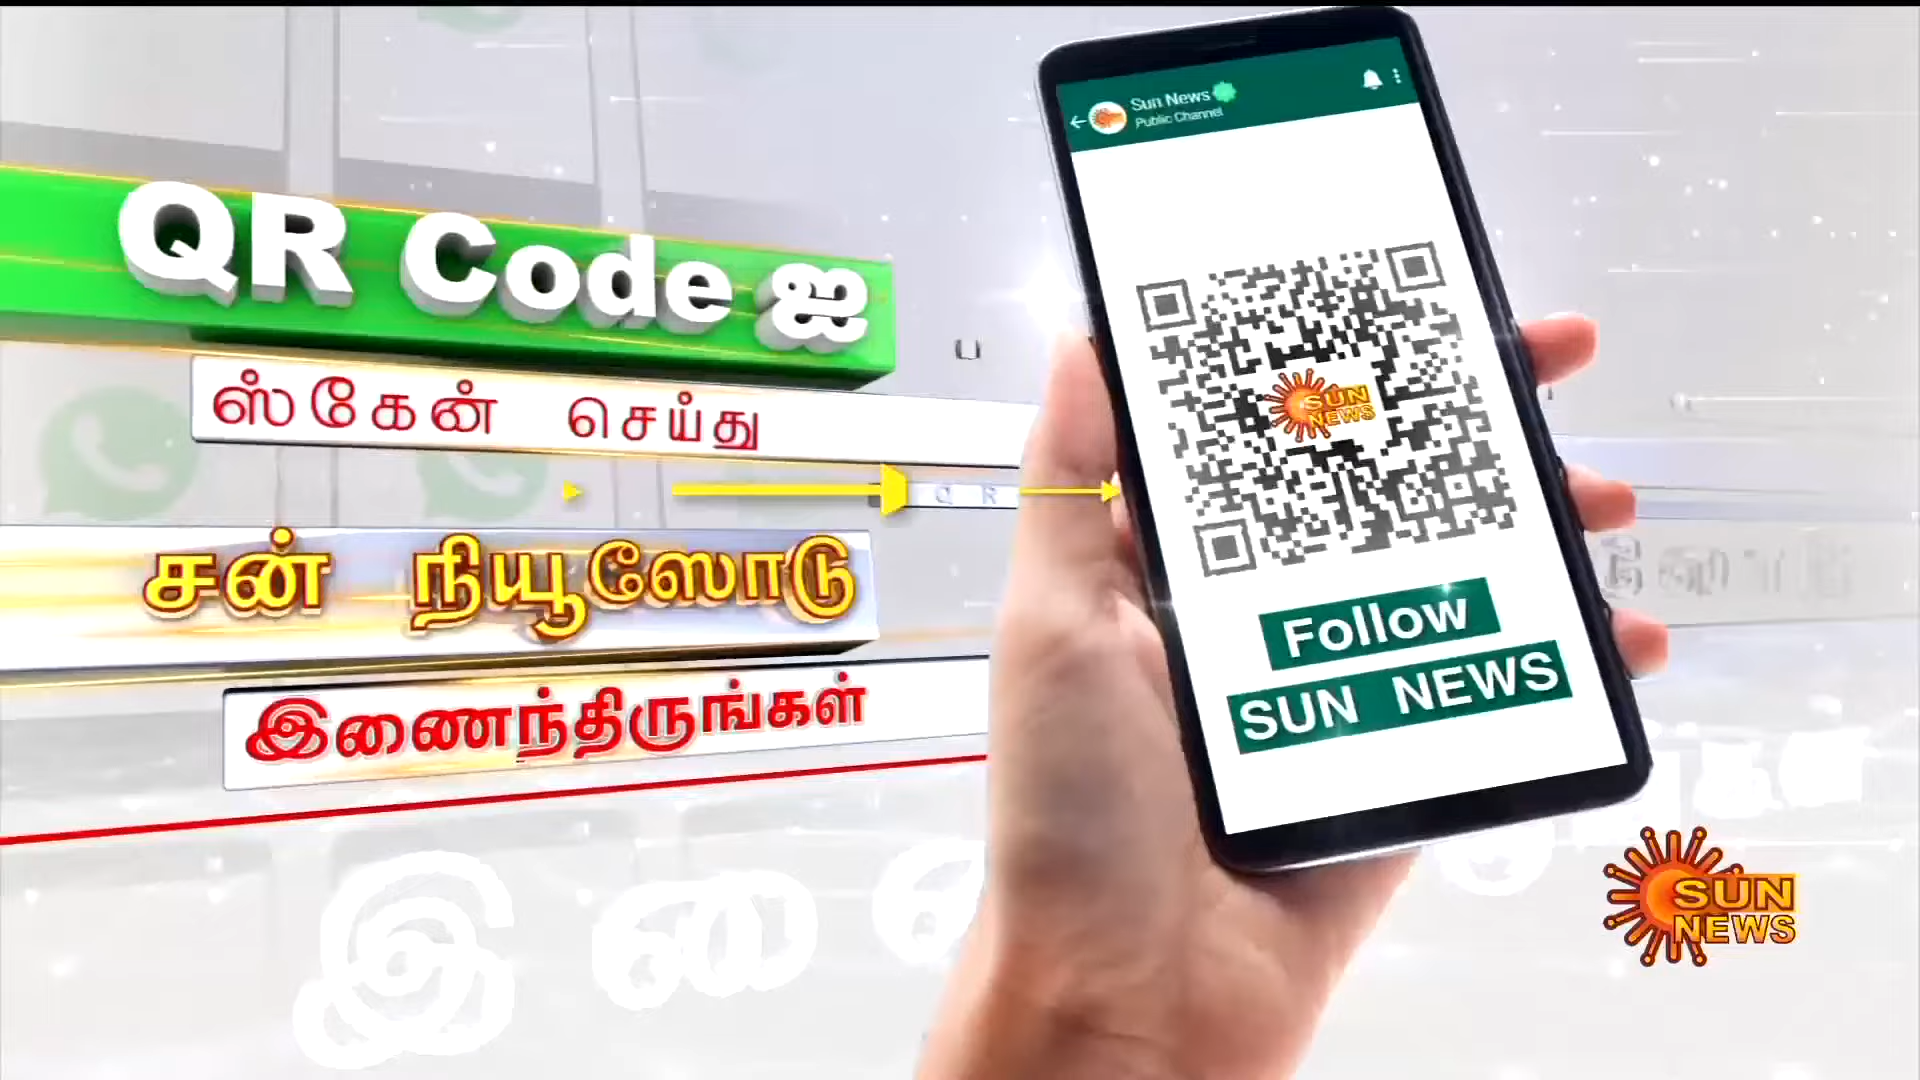 QR Code ஐ
ஸ்கேன் செய்து
சன் நியூஸோடு
இணைந்திருங்கள்
Q R
Sun News
Public Channel
SUN
NEWS
Follow
SUN NEWS
SUN
NEWS